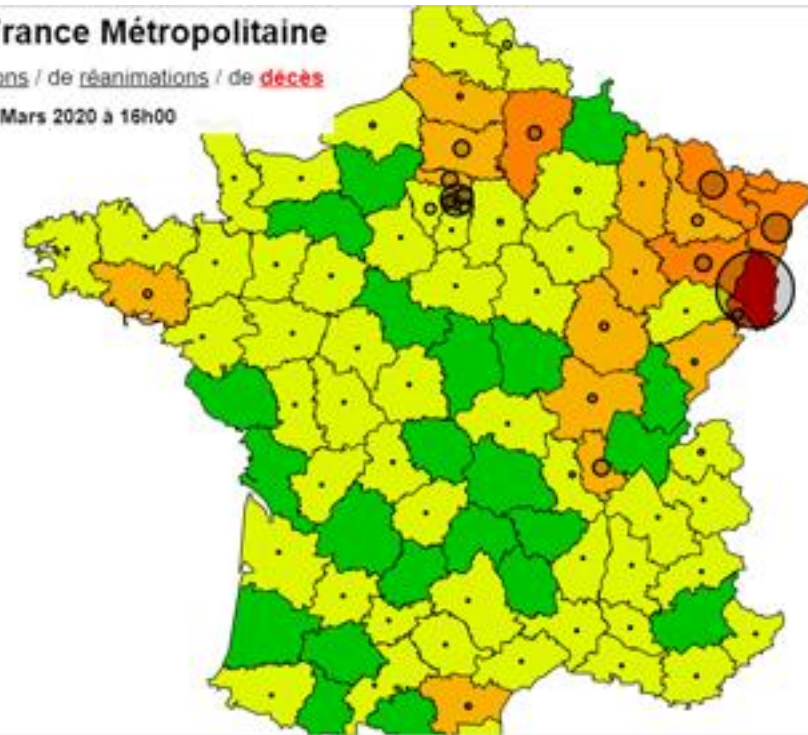 rance Métropolitaine
ons / de réanimations / de décès
Mars 2020 à 16h00